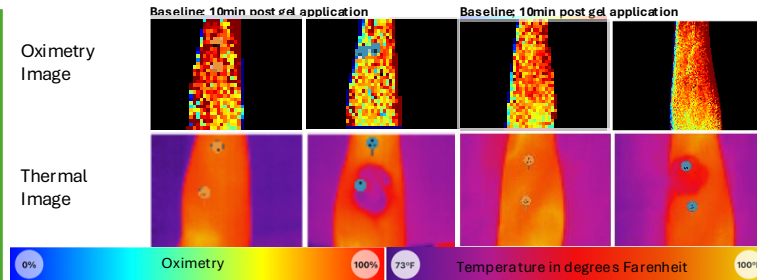 Baseline; 10min post gel application
Baseline; 10min post gel application
Oximetry
Image
Thermal
Image
0%
Oximetry
100%
73°F
Temperature in degrees Farenheit
100°